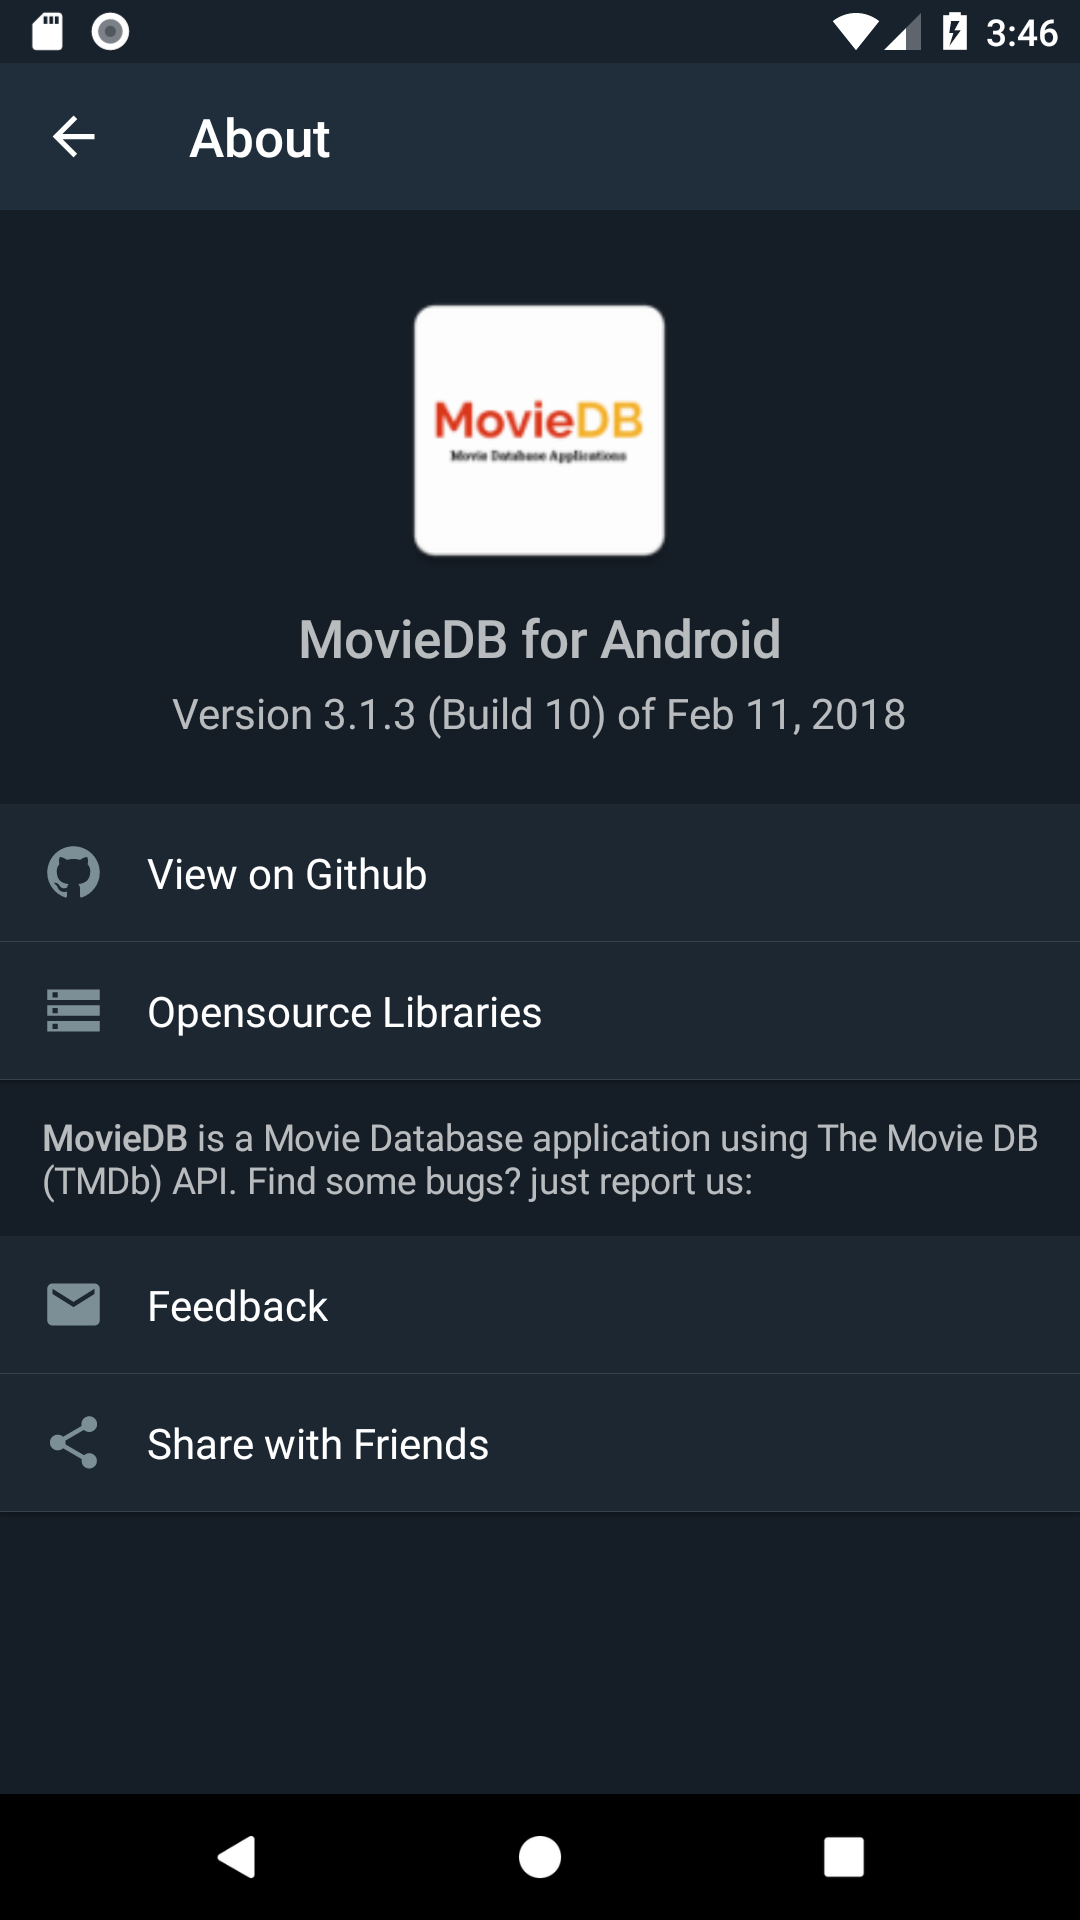 3:46
About
MovieDB
Movie Database Applications
MovieDB for Android
Version 3.1.3 (Build 10) of Feb 11, 2018
View on Github
Opensource Libraries
MovieDB is a Movie Database application using The Movie DB
(TMDb) API. Find some bugs? just report us:
Feedback
Share with Friends